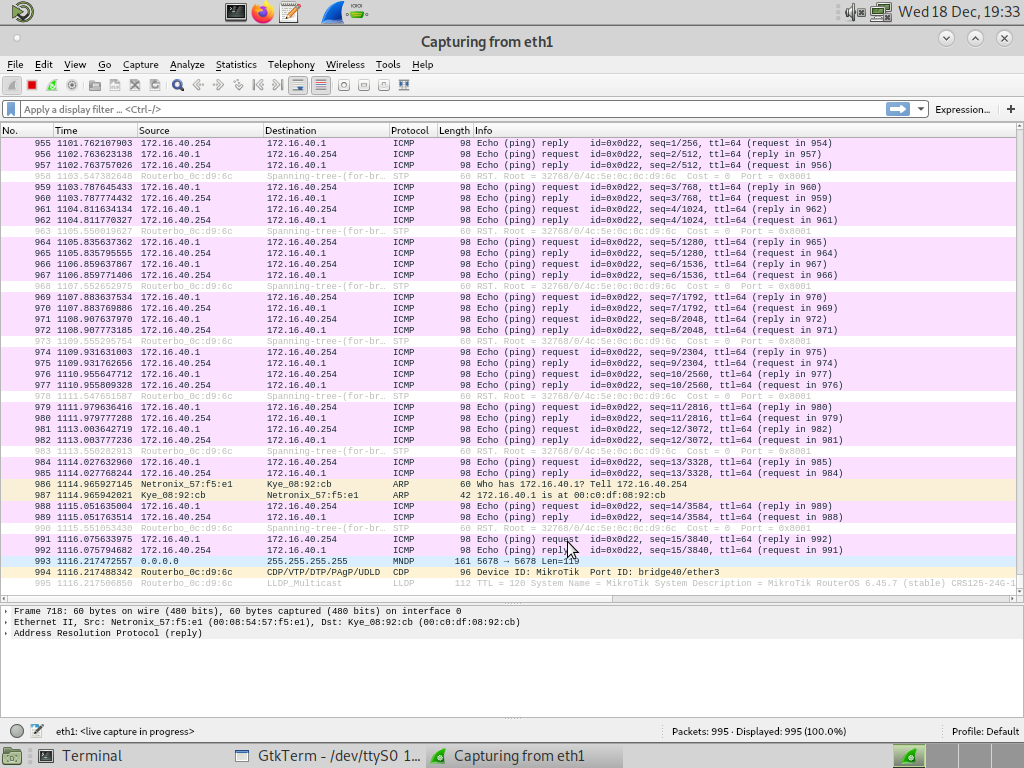 Wed 18 Dec, 19:33
Capturing from eth1
File Edit View Go Capture Analyze Statistics Telephony Wireless Tools Help
Apply a display filter ... <Ctrl-/> Expression... +
No. Time Source Destination Protocol Length Info
955 1101.762107903 172.16.40.254 172.16.40.1 ICMP 98 Echo (ping) reply id=0x0d22, seq=1/256, ttl=64 (request in 954)
956 1102.763623138 172.16.40.1 172.16.40.254 ICMP 98 Echo (ping) request id=0x0d22, seq=2/512, ttl=64 (reply in 957)
957 1102.763757026 172.16.40.254 172.16.40.1 ICMP 98 Echo (ping) reply id=0x0d22, seq=2/512, ttl=64 (request in 956)
958 1103.547382648 Routerbo_0c:d9:6c Spanning-tree-(for-br… STP 60 RST. Root = 32768/0/4c:5e:0c:0c:d9:6c Cost = 0 Port = 0x8001
959 1103.787645433 172.16.40.1 172.16.40.254 ICMP 98 Echo (ping) request id=0x0d22, seq=3/768, ttl=64 (reply in 960)
960 1103.787774432 172.16.40.254 172.16.40.1 ICMP 98 Echo (ping) reply id=0x0d22, seq=3/768, ttl=64 (request in 959)
961 1104.811634134 172.16.40.1 172.16.40.254 ICMP 98 Echo (ping) request id=0x0d22, seq=4/1024, ttl=64 (reply in 962)
962 1104.811770327 172.16.40.254 172.16.40.1 ICMP 98 Echo (ping) reply id=0x0d22, seq=4/1024, ttl=64 (request in 961)
963 1105.550019627 Routerbo_0c:d9:6c Spanning-tree-(for-br… STP 60 RST. Root = 32768/0/4c:5e:0c:0c:d9:6c Cost = 0 Port = 0x8001
964 1105.835637362 172.16.40.1 172.16.40.254 ICMP 98 Echo (ping) request id=0x0d22, seq=5/1280, ttl=64 (reply in 965)
965 1105.835795555 172.16.40.254 172.16.40.1 ICMP 98 Echo (ping) reply id=0x0d22, seq=5/1280, ttl=64 (request in 964)
966 1106.859637867 172.16.40.1 172.16.40.254 ICMP 98 Echo (ping) request id=0x0d22, seq=6/1536, ttl=64 (reply in 967)
967 1106.859771406 172.16.40.254 172.16.40.1 ICMP 98 Echo (ping) reply id=0x0d22, seq=6/1536, ttl=64 (request in 966)
968 1107.552652975 Routerbo_0c:d9:6c Spanning-tree-(for-br… STP 60 RST. Root = 32768/0/4c:5e:0c:0c:d9:6c Cost = 0 Port = 0x8001
969 1107.883637534 172.16.40.1 172.16.40.254 ICMP 98 Echo (ping) request id=0x0d22, seq=7/1792, ttl=64 (reply in 970)
970 1107.883769886 172.16.40.254 172.16.40.1 ICMP 98 Echo (ping) reply id=0x0d22, seq=7/1792, ttl=64 (request in 969)
971 1108.907637970 172.16.40.1 172.16.40.254 ICMP 98 Echo (ping) request id=0x0d22, seq=8/2048, ttl=64 (reply in 972)
972 1108.907773185 172.16.40.254 172.16.40.1 ICMP 98 Echo (ping) reply id=0x0d22, seq=8/2048, ttl=64 (request in 971)
973 1109.555295754 Routerbo_0c:d9:6c Spanning-tree-(for-br… STP 60 RST. Root = 32768/0/4c:5e:0c:0c:d9:6c Cost = 0 Port = 0x8001
974 1109.931631003 172.16.40.1 172.16.40.254 ICMP 98 Echo (ping) request id=0x0d22, seq=9/2304, ttl=64 (reply in 975)
975 1109.931762656 172.16.40.254 172.16.40.1 ICMP 98 Echo (ping) reply id=0x0d22, seq=9/2304, ttl=64 (request in 974)
976 1110.955647712 172.16.40.1 172.16.40.254 ICMP 98 Echo (ping) request id=0x0d22, seq=10/2560, ttl=64 (reply in 977)
977 1110.955809328 172.16.40.254 172.16.40.1 ICMP 98 Echo (ping) reply id=0x0d22, seq=10/2560, ttl=64 (request in 976)
978 1111.547651587 Routerbo_0c:d9:6c Spanning-tree-(for-br… STP 60 RST. Root = 32768/0/4c:5e:0c:0c:d9:6c Cost = 0 Port = 0x8001
979 1111.979636416 172.16.40.1 172.16.40.254 ICMP 98 Echo (ping) request id=0x0d22, seq=11/2816, ttl=64 (reply in 980)
980 1111.979777288 172.16.40.254 172.16.40.1 ICMP 98 Echo (ping) reply id=0x0d22, seq=11/2816, ttl=64 (request in 979)
981 1113.003642719 172.16.40.1 172.16.40.254 ICMP 98 Echo (ping) request id=0x0d22, seq=12/3072, ttl=64 (reply in 982)
982 1113.003777236 172.16.40.254 172.16.40.1 ICMP 98 Echo (ping) reply id=0x0d22, seq=12/3072, ttl=64 (request in 981)
983 1113.550282913 Routerbo_0c:d9:6c Spanning-tree-(for-br… STP 60 RST. Root = 32768/0/4c:5e:0c:0c:d9:6c Cost = 0 Port = 0x8001
984 1114.027632960 172.16.40.1 172.16.40.254 ICMP 98 Echo (ping) request id=0x0d22, seq=13/3328, ttl=64 (reply in 985)
985 1114.027768244 172.16.40.254 172.16.40.1 ICMP 98 Echo (ping) reply id=0x0d22, seq=13/3328, ttl=64 (request in 984)
986 1114.965927145 Netronix_57:f5:e1 Kye_08:92:cb ARP 60 Who has 172.16.40.1? Tell 172.16.40.254
987 1114.965942021 Kye_08:92:cb Netronix_57:f5:e1 ARP 42 172.16.40.1 is at 00:c0:df:08:92:cb
988 1115.051635004 172.16.40.1 172.16.40.254 ICMP 98 Echo (ping) request id=0x0d22, seq=14/3584, ttl=64 (reply in 989)
989 1115.051763514 172.16.40.254 172.16.40.1 ICMP 98 Echo (ping) reply id=0x0d22, seq=14/3584, ttl=64 (request in 988)
990 1115.551053430 Routerbo_0c:d9:6c Spanning-tree-(for-br… STP 60 RST. Root = 32768/0/4c:5e:0c:0c:d9:6c Cost = 0 Port = 0x8001
991 1116.075633975 172.16.40.1 172.16.40.254 ICMP 98 Echo (ping) request id=0x0d22, seq=15/3840, ttl=64 (reply in 992)
992 1116.075794682 172.16.40.254 172.16.40.1 ICMP 98 Echo (ping) reply id=0x0d22, seq=15/3840, ttl=64 (request in 991)
993 1116.217472557 0.0.0.0 255.255.255.255 MNDP 161 5678 → 5678 Len=119
994 1116.217488342 Routerbo_0c:d9:6c CDP/VTP/DTP/PAgP/UDLD CDP 96 Device ID: MikroTik Port ID: bridge40/ether3
995 1116.217506850 Routerbo_0c:d9:6c LLDP_Multicast LLDP 112 TTL = 120 System Name = MikroTik System Description = MikroTik RouterOS 6.45.7 (stable) CRS125-24G-1
Frame 718: 60 bytes on wire (480 bits), 60 bytes captured (480 bits) on interface 0
Ethernet II, Src: Netronix_57:f5:e1 (00:08:54:57:f5:e1), Dst: Kye_08:92:cb (00:c0:df:08:92:cb)
Address Resolution Protocol (reply)
eth1: <live capture in progress> Packets: 995 · Displayed: 995 (100.0%) Profile: Default
Terminal GtkTerm - /dev/ttyS0 1... Capturing from eth1